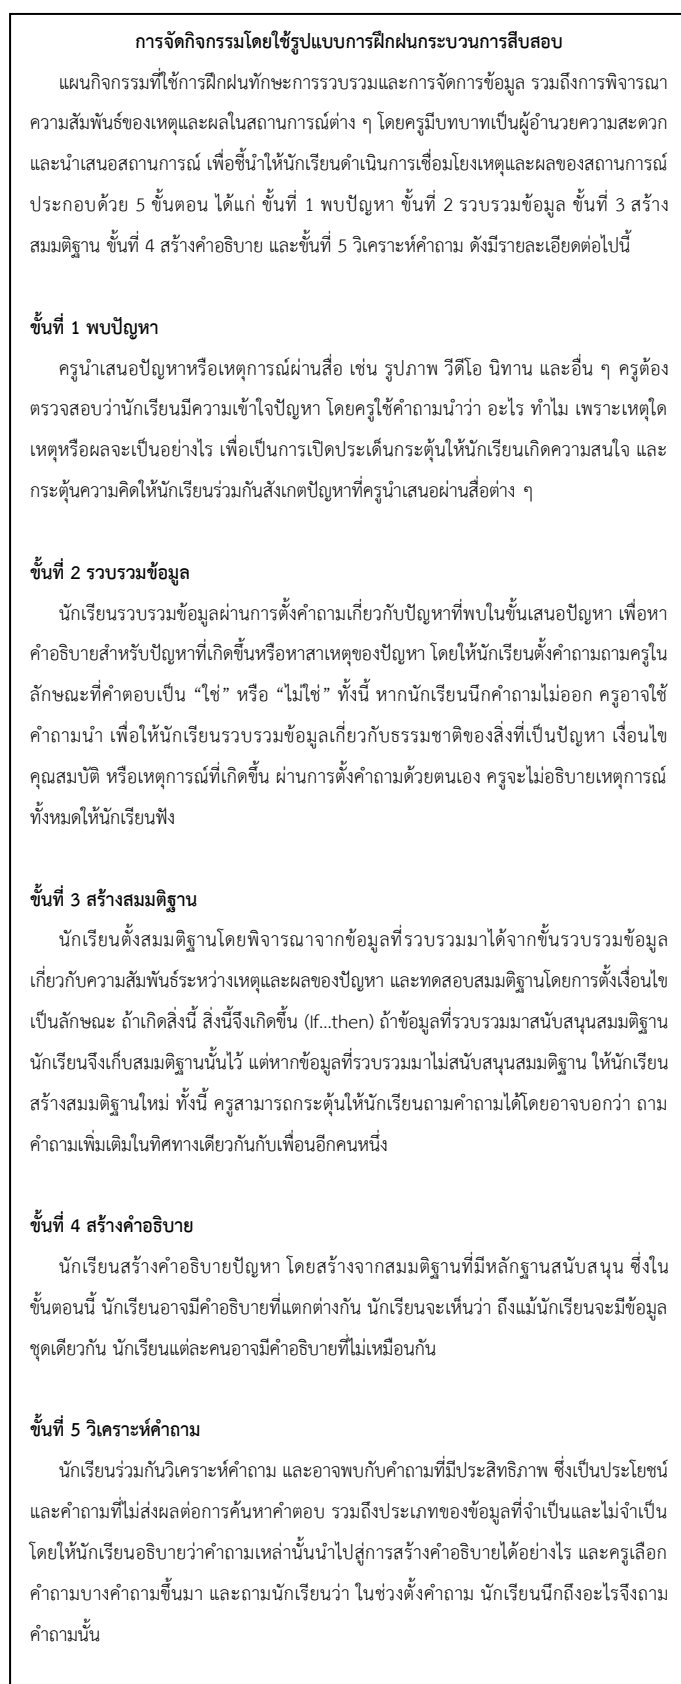 การจัดกิจกรรมโดยใช้รูปแบบการฝึกฝนกระบวนการสืบสอบ
แผนกิจกรรมที่ใช้การฝึกฝนทักษะการรวบรวมและการจัดการข้อมูล รวมถึงการพิจารณา
ความสัมพันธ์ของเหตุและผลในสถานการณ์ต่าง ๆ โดยครูมีบทบาทเป็นผู้อำนวยความสะดวก
และนำเสนอสถานการณ์ เพื่อชี้นำให้นักเรียนดำเนินการเชื่อมโยงเหตุและผลของสถานการณ์
ประกอบด้วย 5 ขั้นตอน ได้แก่ ขั้นที่ 1 พบปัญหา ขั้นที่ 2 รวบรวมข้อมูล ขั้นที่ 3 สร้าง
สมมติฐาน ขั้นที่ 4 สร้างคำอธิบาย และขั้นที่ 5 วิเคราะห์คำถาม ดังมีรายละเอียดต่อไปนี้
ขั้นที่ 1 พบปัญหา
ครูนำเสนอปัญหาหรือเหตุการณ์ผ่านสื่อ เช่น รูปภาพ วีดีโอ นิทาน และอื่น ๆ ครูต้อง
ตรวจสอบว่านักเรียนมีความเข้าใจปัญหา โดยครูใช้คำถามนำว่า อะไร ทำไม เพราะเหตุใด
เหตุหรือผลจะเป็นอย่างไร เพื่อเป็นการเปิดประเด็นกระตุ้นให้นักเรียนเกิดความสนใจ และ
กระตุ้นความคิดให้นักเรียนร่วมกันสังเกตปัญหาที่ครูนำเสนอผ่านสื่อต่าง ๆ
ขั้นที่ 2 รวบรวมข้อมูล
นักเรียนรวบรวมข้อมูลผ่านการตั้งคำถามเกี่ยวกับปัญหาที่พบในขั้นเสนอปัญหา เพื่อหา
คำอธิบายสำหรับปัญหาที่เกิดขึ้นหรือหาสาเหตุของปัญหา โดยให้นักเรียนตั้งคำถามถามครูใน
ลักษณะที่คำตอบเป็น “ใช่” หรือ “ไม่ใช่” ทั้งนี้ หากนักเรียนนึกคำถามไม่ออก ครูอาจใช้
คำถามนำ เพื่อให้นักเรียนรวบรวมข้อมูลเกี่ยวกับธรรมชาติของสิ่งที่เป็นปัญหา เงื่อนไข
คุณสมบัติ หรือเหตุการณ์ที่เกิดขึ้น ผ่านการตั้งคำถามด้วยตนเอง ครูจะไม่อธิบายเหตุการณ์
ทั้งหมดให้นักเรียนฟัง
ขั้นที่ 3 สร้างสมมติฐาน
นักเรียนตั้งสมมติฐานโดยพิจารณาจากข้อมูลที่รวบรวมมาได้จากขั้นรวบรวมข้อมูล
เกี่ยวกับความสัมพันธ์ระหว่างเหตุและผลของปัญหา และทดสอบสมมติฐานโดยการตั้งเงื่อนไข
เป็นลักษณะ ถ้าเกิดสิ่งนี้ สิ่งนี้จึงเกิดขึ้น (If...then) ถ้าข้อมูลที่รวบรวมมาสนับสนุนสมมติฐาน
นักเรียนจึงเก็บสมมติฐานนั้นไว้ แต่หากข้อมูลที่รวบรวมมาไม่สนับสนุนสมมติฐาน ให้นักเรียน
สร้างสมมติฐานใหม่ ทั้งนี้ ครูสามารถกระตุ้นให้นักเรียนถามคำถามได้โดยอาจบอกว่า ถาม
คำถามเพิ่มเติมในทิศทางเดียวกันกับเพื่อนอีกคนหนึ่ง
ขั้นที่ 4 สร้างคำอธิบาย
นักเรียนสร้างคำอธิบายปัญหา โดยสร้างจากสมมติฐานที่มีหลักฐานสนับสนุน ซึ่งใน
ขั้นตอนนี้ นักเรียนอาจมีคำอธิบายที่แตกต่างกัน นักเรียนจะเห็นว่า ถึงแม้นักเรียนจะมีข้อมูล
ชุดเดียวกัน นักเรียนแต่ละคนอาจมีคำอธิบายที่ไม่เหมือนกัน
ขั้นที่ 5 วิเคราะห์คำถาม
นักเรียนร่วมกันวิเคราะห์คำถาม และอาจพบกับคำถามที่มีประสิทธิภาพ ซึ่งเป็นประโยชน์
และคำถามที่ไม่ส่งผลต่อการค้นหาคำตอบ รวมถึงประเภทของข้อมูลที่จำเป็นและไม่จำเป็น
โดยให้นักเรียนอธิบายว่าคำถามเหล่านั้นนำไปสู่การสร้างคำอธิบายได้อย่างไร และครูเลือก
คำถามบางคำถามขึ้นมา และถามนักเรียนว่า ในช่วงตั้งคำถาม นักเรียนนึกถึงอะไรจึงถาม
คำถามนั้น